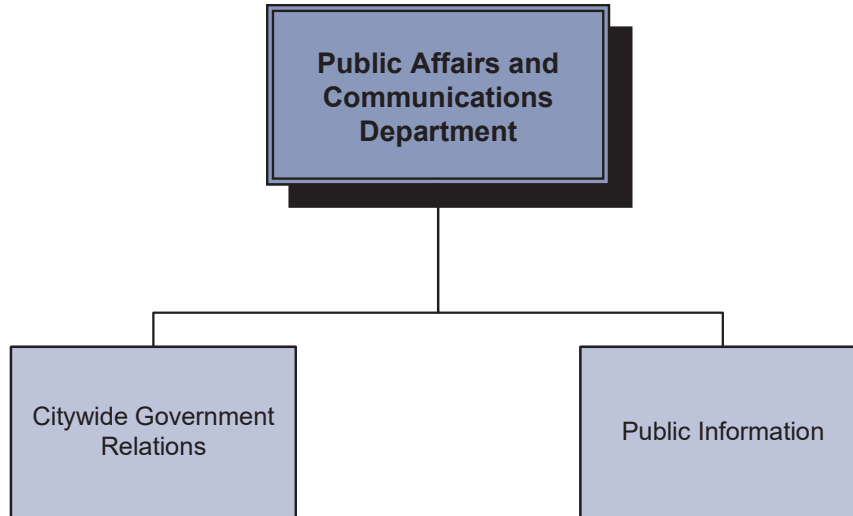 Public Affairs and
Communications
Department
Citywide Government
Relations
Public Information